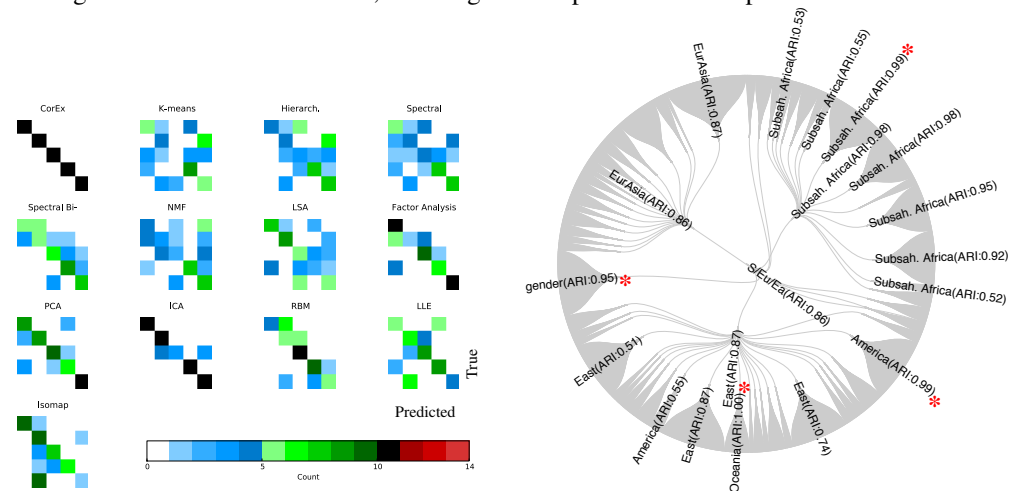 CorEx
K-means
Hierarch.
Spectral
Spectral Bi-
NMF
LSA
Factor Analysis
PCA
ICA
RBM
LLE
True
Predicted
Isomap
0
5
10
14
Count
EurAsia(ARI:0.87)
Subsah. Africa(ARI:0.53)
Subsah. Africa(ARI:0.55)
Subsah. Africa(ARI:0.99)*
Subsah. Africa(ARI:0.98)
Subsah. Africa(ARI:0.98)
EurAsia(ARI:0.86)
Subsah. Africa(ARI:0.95)
Subsah. Africa(ARI:0.92)
Subsah. Africa(ARI:0.52)
gender(ARI:0.95)*
S/Eu/Ea(ARI:0.86)
East(ARI:0.51)
America(ARI:0.99)*
America(ARI:0.55)
East(ARI:0.87)
East(ARI:0.87)
Oceania(ARI:1.00)*
East(ARI:0.74)